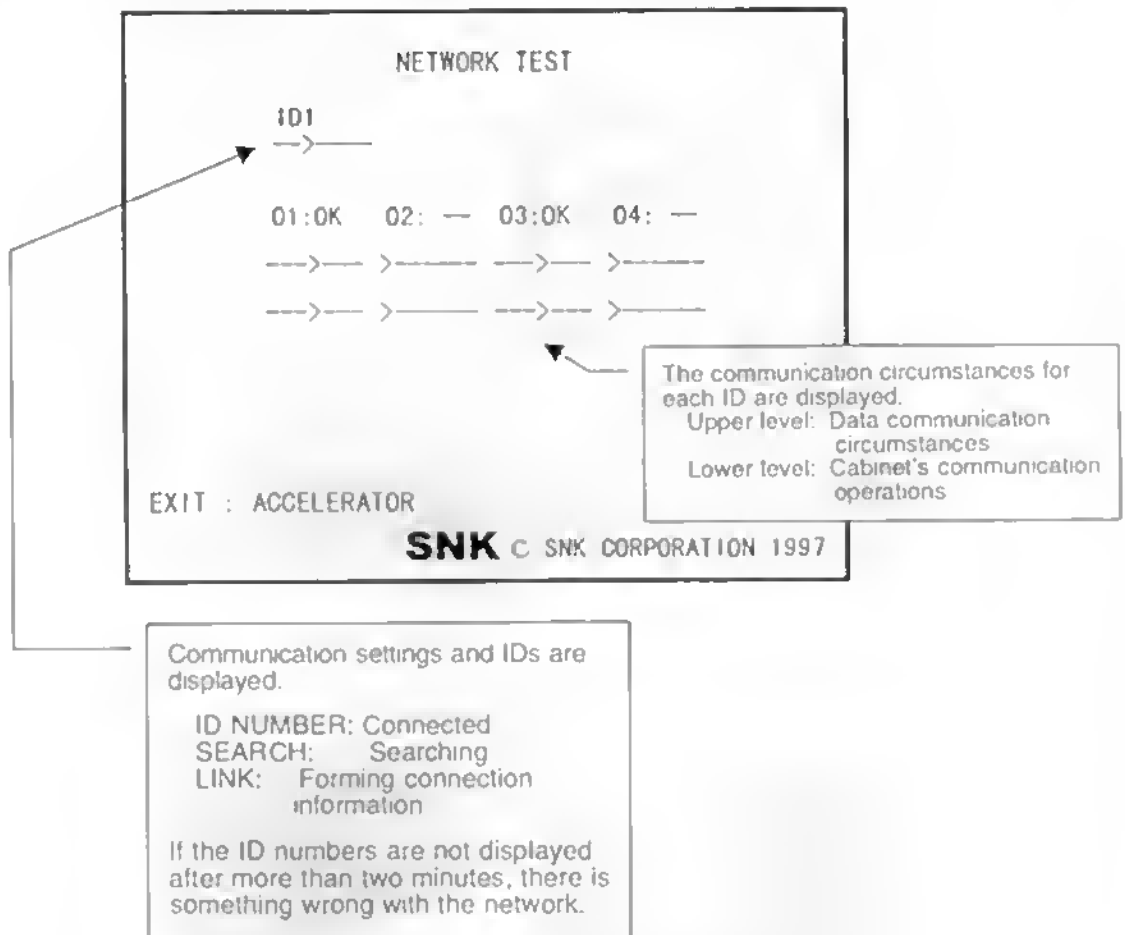 NETWORK TEST
ID1
-->-----
01:OK 02: — 03:OK 04: —
--->--- >------- --->--- >-------
--->--- >------- --->--- >-------
The communication circumstances for
each ID are displayed.
Upper level: Data communication
circumstances
Lower level: Cabinet's communication
operations
EXIT : ACCELERATOR
SNK C SNK CORPORATION 1997
Communication settings and IDs are
displayed.
ID NUMBER: Connected
SEARCH: Searching
LINK: Forming connection
information
If the ID numbers are not displayed
after more than two minutes, there is
something wrong with the network.